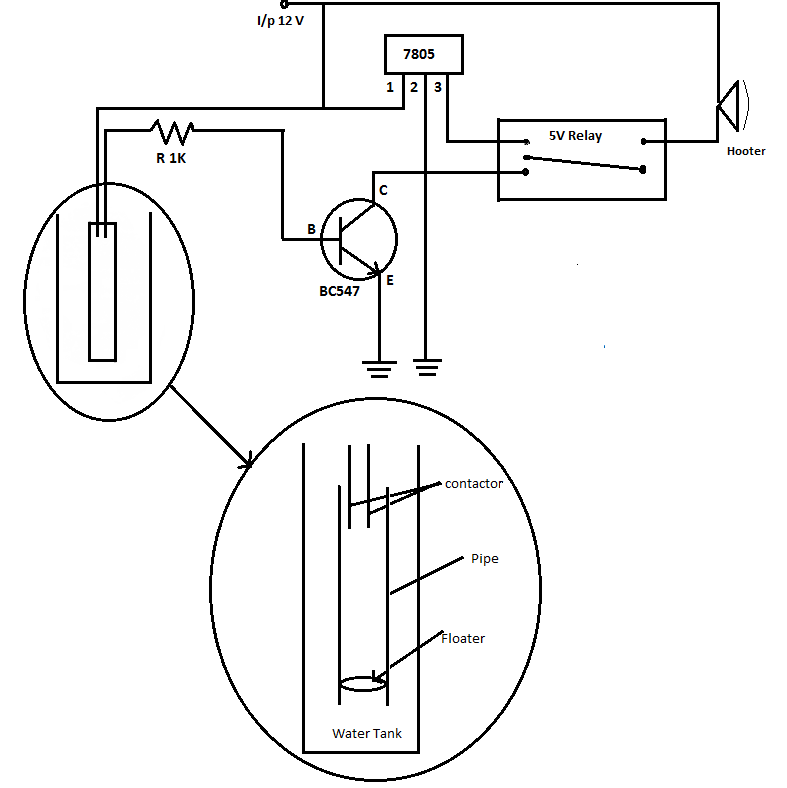 I/p 12 V
7805
1 2 3
5V Relay
Hooter
R 1K
C
B
E
BC547
contactor
Pipe
Floater
Water Tank